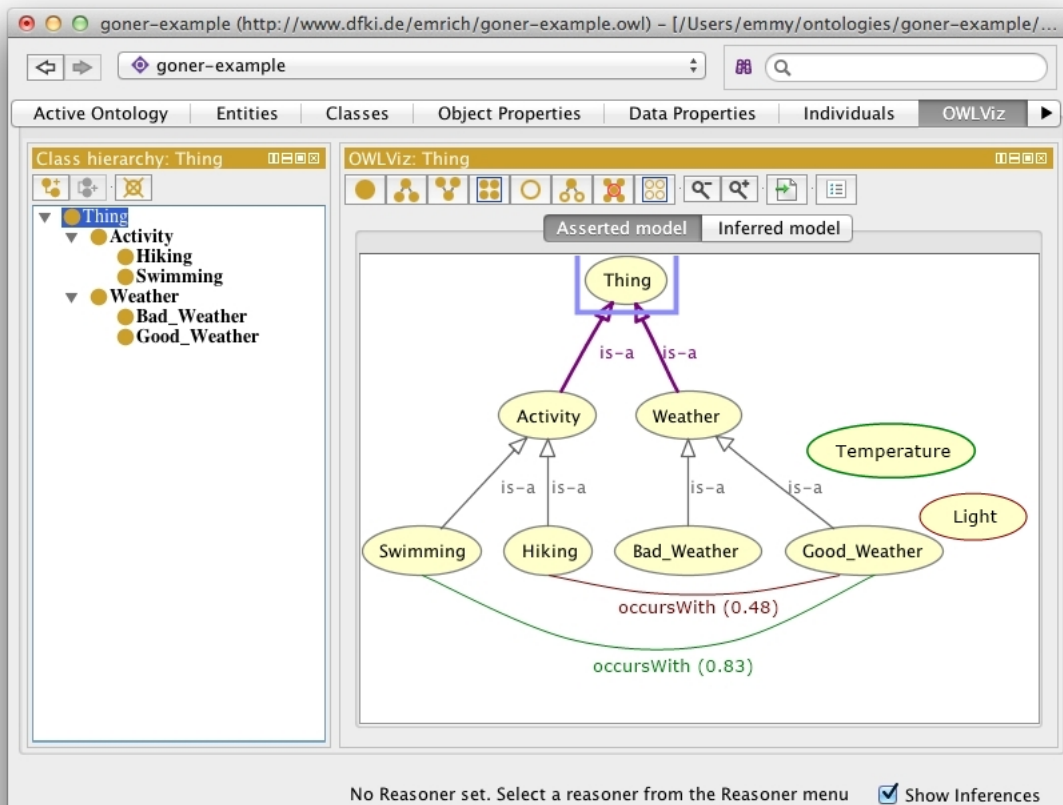 goner-example (http://www.dfki.de/emrich/goner-example.owl) – [/Users/emmy/ontologies/goner-example/...
goner-example
Active Ontology Entities Classes Object Properties Data Properties Individuals OWLViz
Class hierarchy: Thing
Thing
Activity
Hiking
Swimming
Weather
Bad_Weather
Good_Weather
OWLViz: Thing
Asserted model Inferred model
Thing
is-a is-a
Activity Weather
Temperature
is-a is-a is-a is-a
Light
Swimming Hiking Bad_Weather Good_Weather
occursWith (0.48)
occursWith (0.83)
No Reasoner set. Select a reasoner from the Reasoner menu Show Inferences